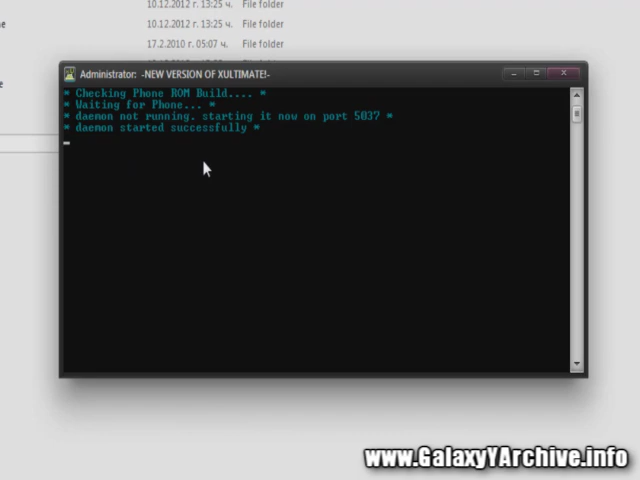 10.12.2012 г. 13:25 ч. File folder
10.12.2012 г. 13:25 ч. File folder
17.2.2010 г. 05:07 ч. File folder
Administrator: -NEW VERSION OF XULTIMATE!-
* Checking Phone ROM Build.... *
* Waiting for Phone... *
* daemon not running. starting it now on port 5037 *
* daemon started successfully *
www.GalaxyYArchive.info